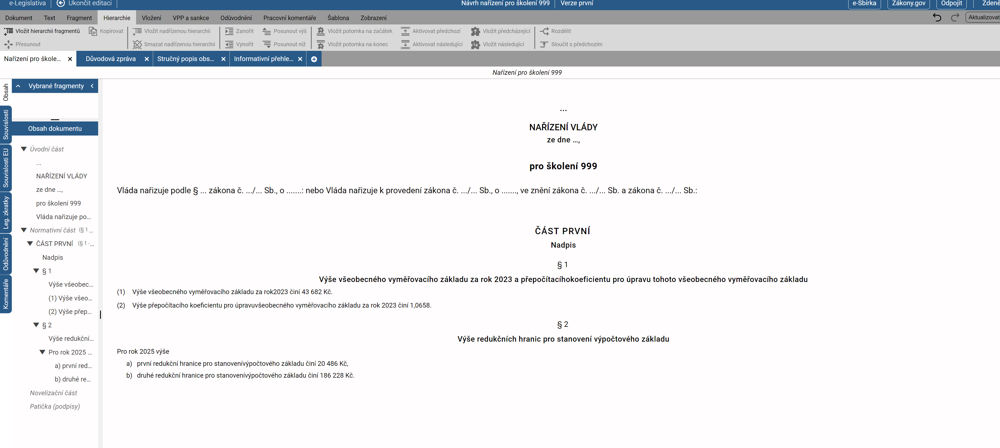 e-Legislativa Ukončit editaci Návrh nařízení pro školení 999 Verze první e-Sbírka Zákony.gov Odpojit Zdeně
Dokument Text Fragment Hierarchie Vložení VPP a sankce Odůvodnění Pracovní komentáře Šablona Zobrazení Aktualizovat
Vložit hierarchii fragmentů Kopírovat Vložit nadřízenou hierarchii Zanořit Posunout výš Vložit potomka na začátek Aktivovat předchozí Vložit předcházející Rozdělit
Přesunout Smazat nadřízenou hierarchii Vynořit Posunout níž Vložit potomka na konec Aktivovat následující Vložit následující Sloučit s předchozím
Nařízení pro škole... Důvodová zpráva Stručný popis obs... Informativní přehle...
Nařízení pro školení 999
Obsah
Souvislosti
Souvislosti EU
Leg. zkratky
Odůvodnění
Komentáře
Vybrané fragmenty
Obsah dokumentu
Úvodní část
...
NAŘÍZENÍ VLÁDY
ze dne ...,
pro školení 999
Vláda nařizuje po...
Normativní část (§ 1 ...
ČÁST PRVNÍ (§ 1 -...
Nadpis
§ 1
Výše všeobec...
(1) Výše všeo...
(2) Výše přep...
§ 2
Výše redukční...
Pro rok 2025 ...
a) první red...
b) druhé re...
Novelizační část
Patička (podpisy)
...
NAŘÍZENÍ VLÁDY
ze dne ...,
pro školení 999
Vláda nařizuje podle § ... zákona č. .../... Sb., o .......: nebo Vláda nařizuje k provedení zákona č. .../... Sb., o ......., ve znění zákona č. .../... Sb. a zákona č. .../... Sb.:
ČÁST PRVNÍ
Nadpis
§ 1
Výše všeobecného vyměřovacího základu za rok 2023 a přepočítacíhokoeficientu pro úpravu tohoto všeobecného vyměřovacího základu
(1) Výše všeobecného vyměřovacího základu za rok2023 činí 43 682 Kč.
(2) Výše přepočítacího koeficientu pro úpravuvšeobecného vyměřovacího základu za rok 2023 činí 1,0658.
§ 2
Výše redukčních hranic pro stanovení výpočtového základu
Pro rok 2025 výše
a) první redukční hranice pro stanovenívýpočtového základu činí 20 486 Kč,
b) druhé redukční hranice pro stanovenívýpočtového základu činí 186 228 Kč.